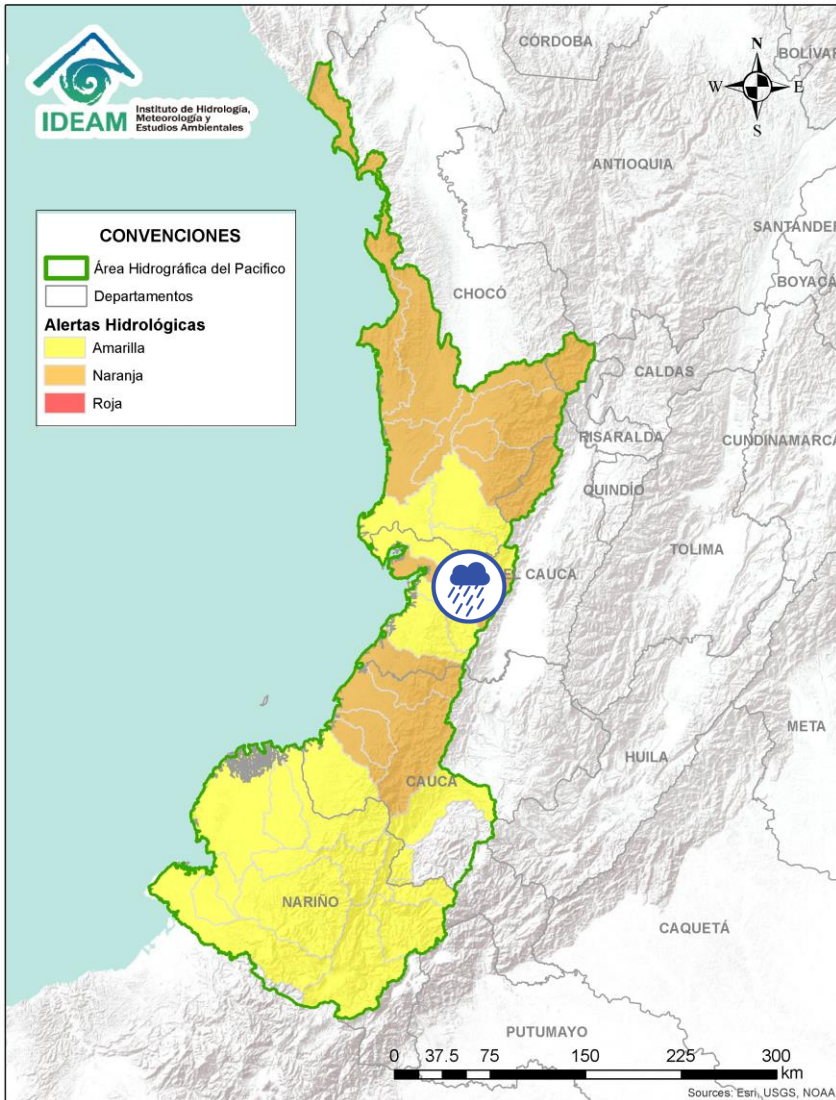 IDEAM
Instituto de Hidrología,
Meteorología y
Estudios Ambientales
N
W
E
S
CÓRDOBA
BOLÍVAR
ANTIOQUIA
SANTANDER
BOYACÁ
CHOCÓ
CALDAS
RISARALDA
CUNDINAMARCA
QUINDÍO
TOLIMA
EL CAUCA
META
HUILA
CAUCA
NARIÑO
CAQUETÁ
PUTUMAYO
CONVENCIONES
Área Hidrográfica del Pacifico
Departamentos
Alertas Hidrológicas
Amarilla
Naranja
Roja
0 37.5 75 150 225 300
km
Sources: Esri, USGS, NOAA